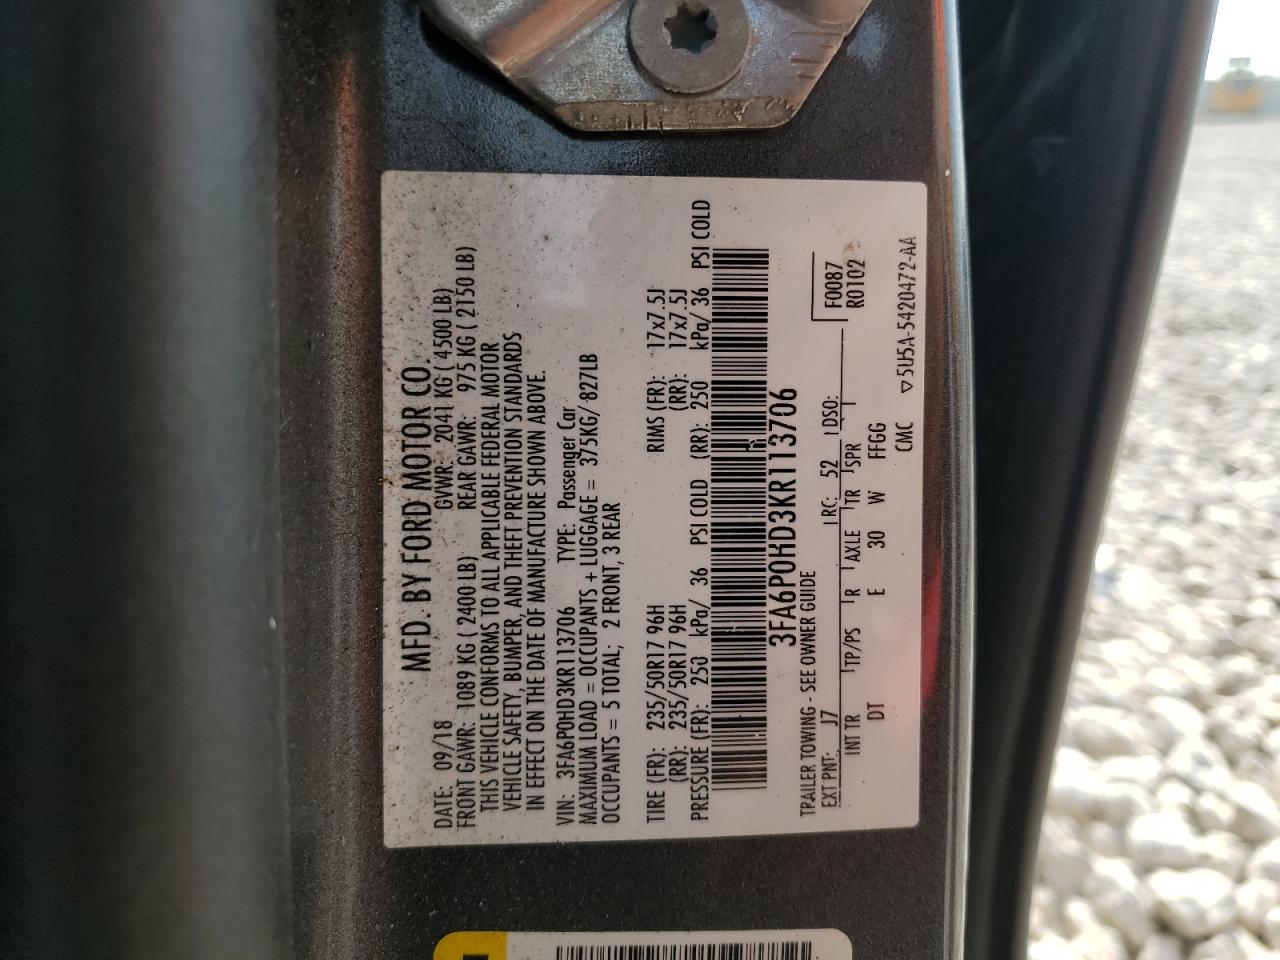 MFD. BY FORD MOTOR CO.
DATE: 09/18 GVWR: 2041 KG ( 4500 LB)
FRONT GAWR: 1089 KG ( 2400 LB) REAR GAWR: 975 KG ( 2150 LB)
THIS VEHICLE CONFORMS TO ALL APPLICABLE FEDERAL MOTOR
VEHICLE SAFETY, BUMPER, AND THEFT PREVENTION STANDARDS
IN EFFECT ON THE DATE OF MANUFACTURE SHOWN ABOVE.
VIN: 3FA6P0HD3KR113706 TYPE: Passenger Car
MAXIMUM LOAD = OCCUPANTS + LUGGAGE = 375KG/ 827LB
OCCUPANTS = 5 TOTAL; 2 FRONT, 3 REAR
TIRE (FR): 235/50R17 96H RIMS (FR): 17x7.5J
(RR): 235/50R17 96H (RR): 17x7.5J
PRESSURE (FR): 250 kPa/ 36 PSI COLD (RR): 250 kPa/ 36 PSI COLD
3FA6P0HD3KR113706
TRAILER TOWING - SEE OWNER GUIDE
F0087
EXT PNT: J7 RC: 52 DSO: R0102
INT TR TP/PS R AXLE TR SPR
DT E 30 W FFGG
CMC ▽5U5A-5420472-AA